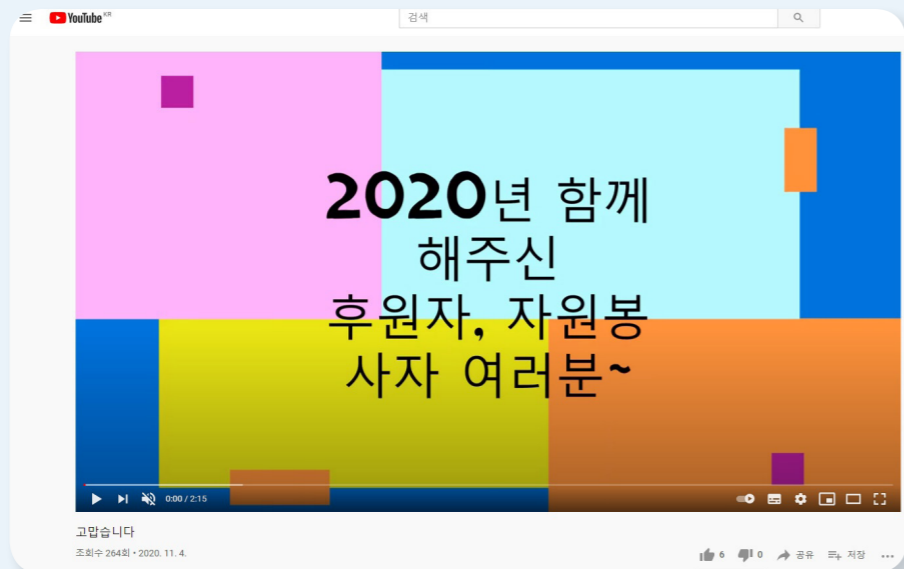 YouTube KR
검색
2020년 함께
해주신
후원자, 자원봉
사자 여러분~
0:00 / 2:15
고맙습니다
조회수 264회 • 2020. 11. 4.
6 0 공유 저장